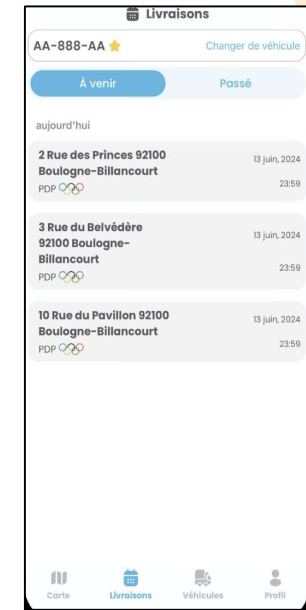 Livraisons
AA-888-AA Changer de véhicule
À venir Passé
aujourd'hui
2 Rue des Princes 92100 13 juin, 2024
Boulogne-Billancourt
PDP 23:59
3 Rue du Belvédère 13 juin, 2024
92100 Boulogne-
Billancourt 23:59
PDP
10 Rue du Pavillon 92100 13 juin, 2024
Boulogne-Billancourt
PDP 23:59
Carte Livraisons Véhicules Profil